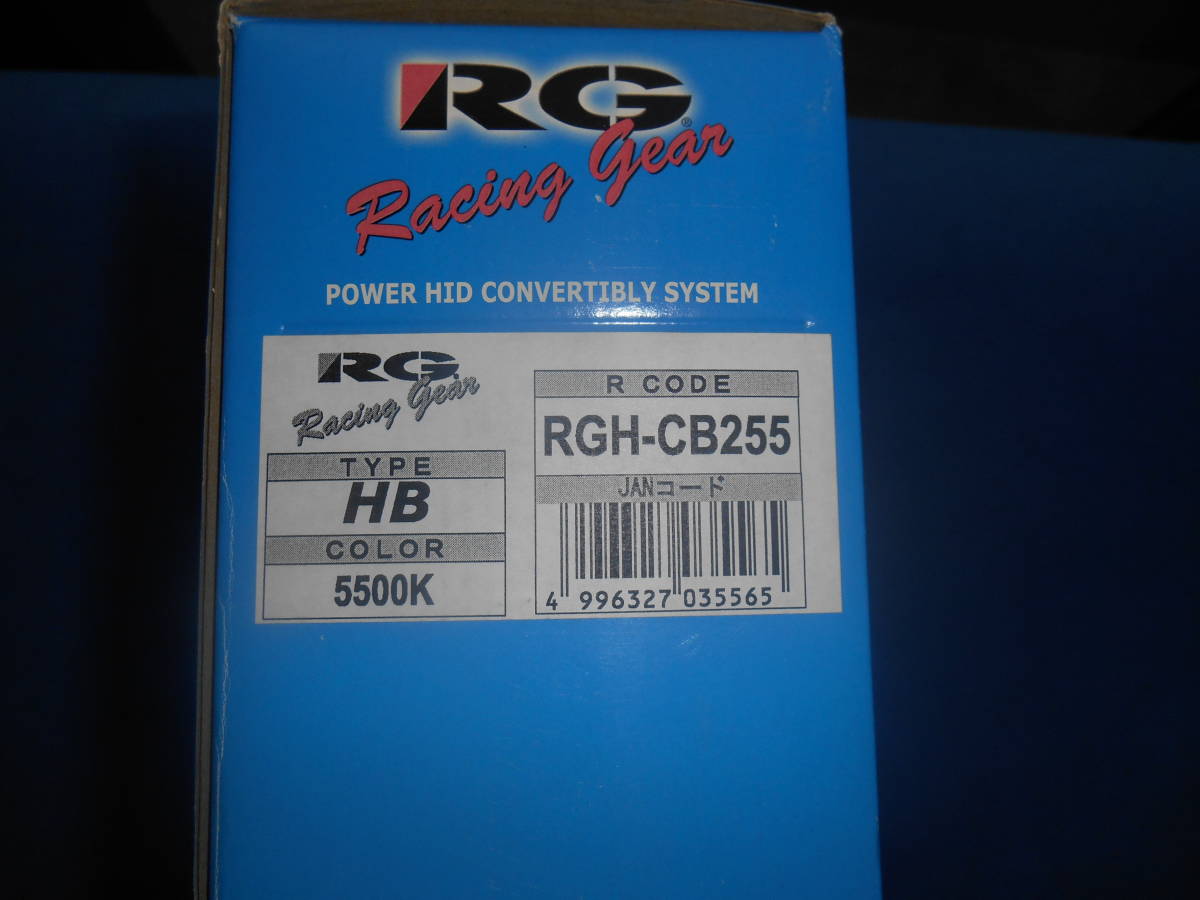 RG®
Racing Gear
POWER HID CONVERTIBLY SYSTEM
RG
Racing Gear
TYPE
HB
COLOR
5500K
R CODE
RGH-CB255
JANコード
4 996327 035565